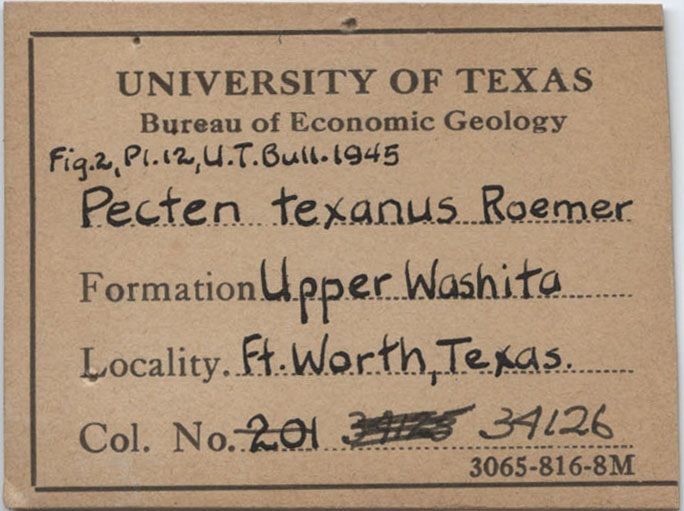 UNIVERSITY OF TEXAS
Bureau of Economic Geology
Fig.2, Pl.12, U.T. Bull. 1945
Pecten texanus Roemer
Formation Upper Washita
Locality. Ft. Worth, Texas.
Col. No. 201 34126
3065-816-8M